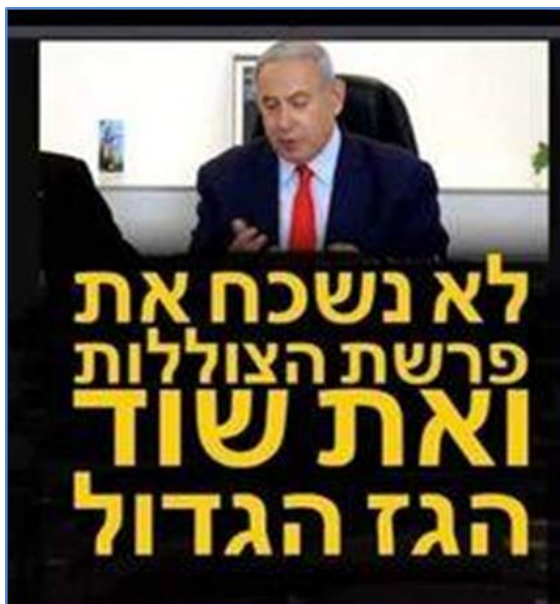 לא נשכח את
פרשת הצוללות
ואת שוד
הגז הגדול